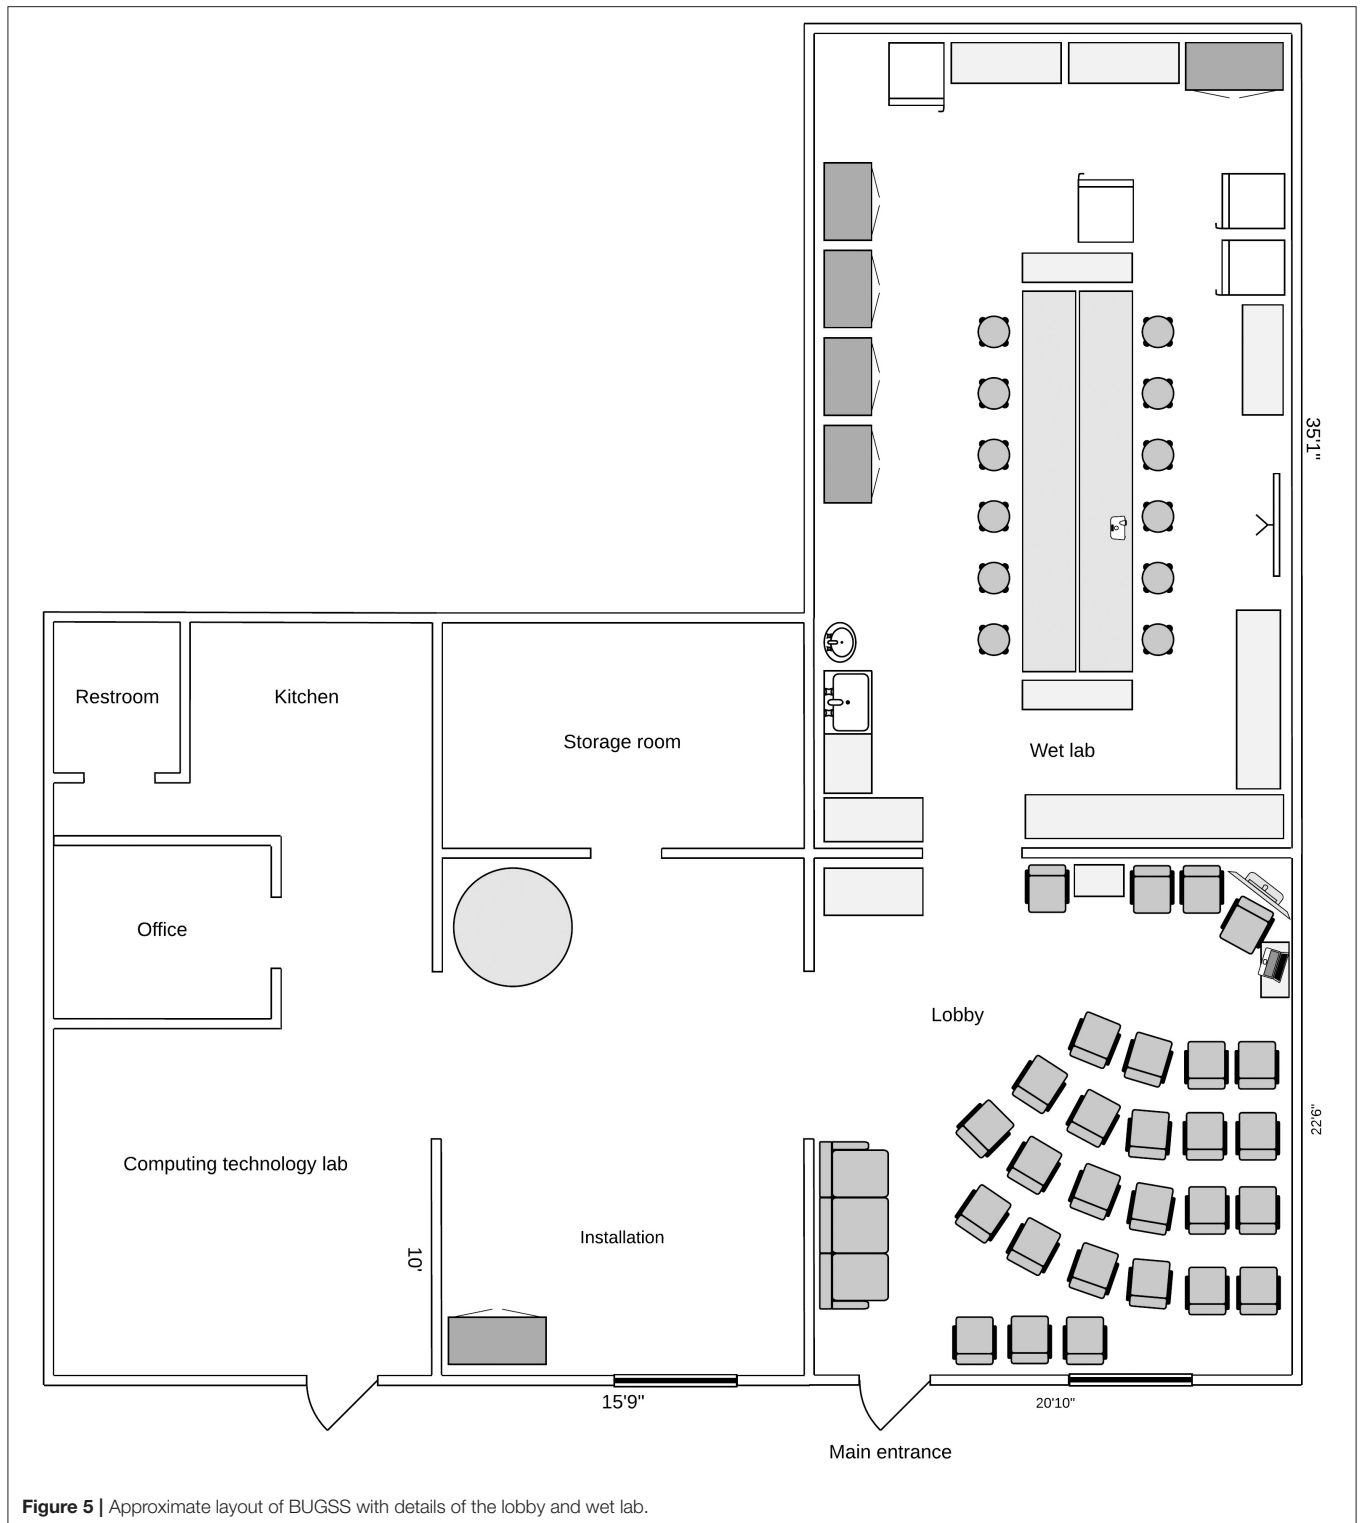 35'1"
Restroom
Kitchen
Storage room
Wet lab
Office
Lobby
22'6"
Computing technology lab
Installation
10'
15'9"
20'10"
Main entrance
Figure 5 | Approximate layout of BUGSS with details of the lobby and wet lab.